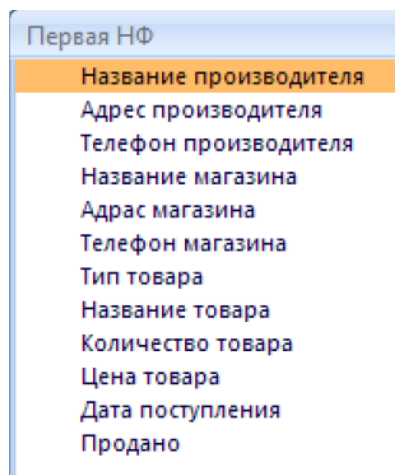 Первая НФ
Название производителя
Адрес производителя
Телефон производителя
Название магазина
Адрас магазина
Телефон магазина
Тип товара
Название товара
Количество товара
Цена товара
Дата поступления
Продано